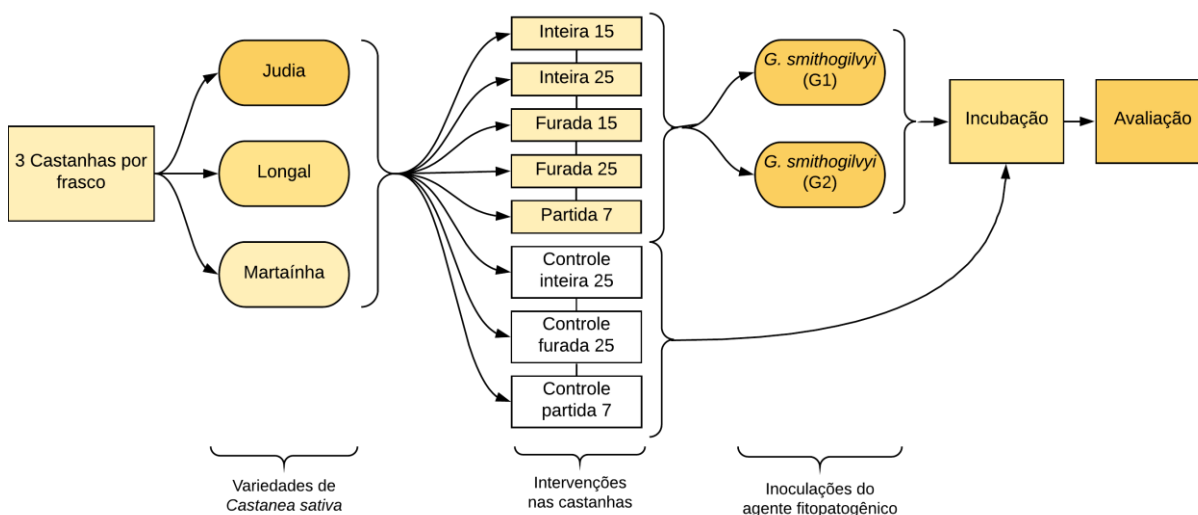 3 Castanhas por
frasco
Judia
Longal
Martaínha
Inteira 15
Inteira 25
Furada 15
Furada 25
Partida 7
Controle
inteira 25
Controle
furada 25
Controle
partida 7
G. smithogilvyi
(G1)
G. smithogilvyi
(G2)
Incubação
Avaliação
Variedades de
Castanea sativa
Intervenções
nas castanhas
Inoculações do
agente fitopatogênico